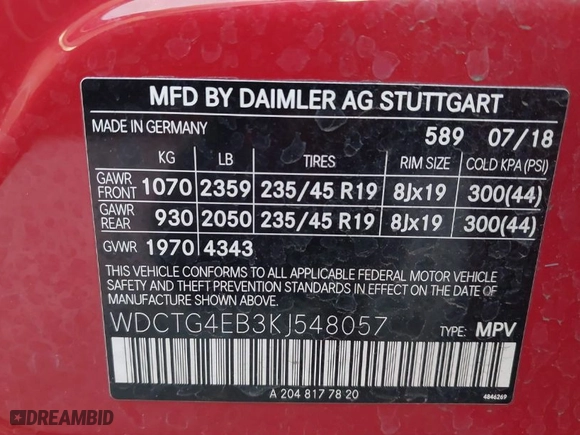 MFD BY DAIMLER AG STUTTGART
MADE IN GERMANY 589 07/18
KG LB TIRES RIM SIZE COLD KPA (PSI)
GAWR FRONT 1070 2359 235/45 R19 8Jx19 300(44)
GAWR REAR 930 2050 235/45 R19 8Jx19 300(44)
GVWR 1970 4343
THIS VEHICLE CONFORMS TO ALL APPLICABLE FEDERAL MOTOR VEHICLE
SAFETY AND THEFT PREVENTION STANDARDS IN EFFECT ON THE DATE
OF MANUFACTURE SHOWN ABOVE.
WDCTG4EB3KJ548057 TYPE: MPV
A 204 817 78 20 4846269
DREAMBID